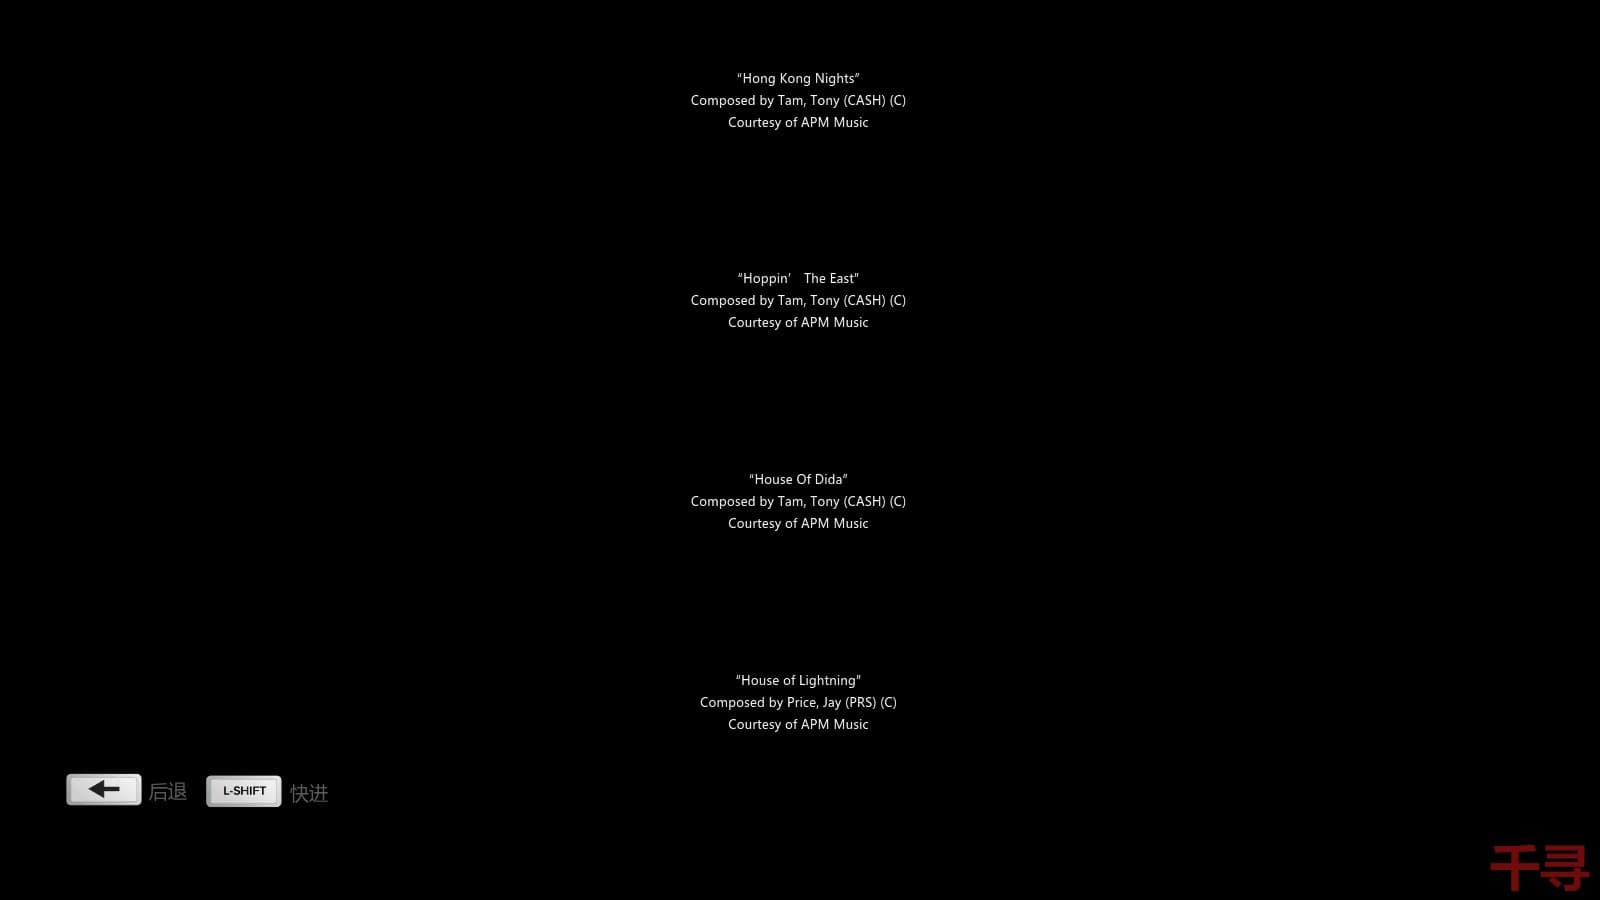 “Hong Kong Nights”
Composed by Tam, Tony (CASH) (C)
Courtesy of APM Music
“Hoppin’ The East”
Composed by Tam, Tony (CASH) (C)
Courtesy of APM Music
“House Of Dida”
Composed by Tam, Tony (CASH) (C)
Courtesy of APM Music
“House of Lightning”
Composed by Price, Jay (PRS) (C)
Courtesy of APM Music
后退 L-SHIFT 快进
千寻